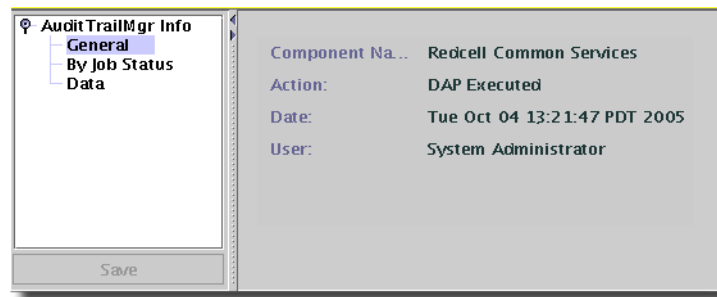 AuditTrailMgr Info
General
By Job Status
Data
Save
Component Na... Redcell Common Services
Action: DAP Executed
Date: Tue Oct 04 13:21:47 PDT 2005
User: System Administrator